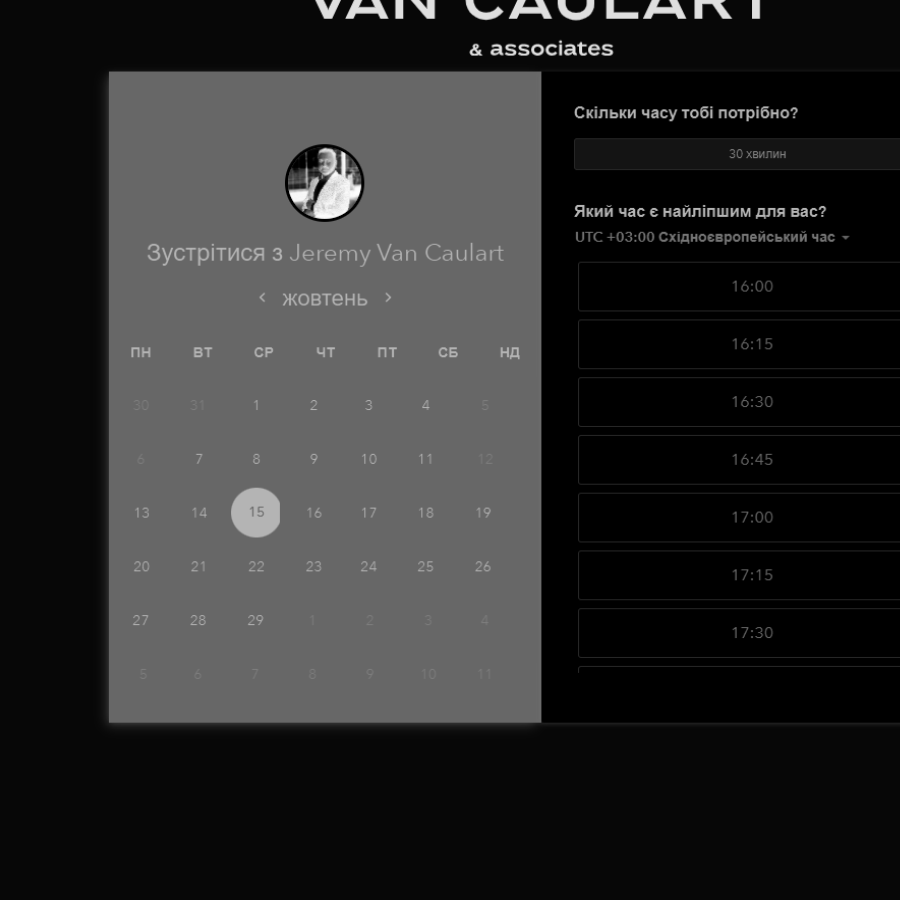 VAN CAULART
& associates
Зустрітися з Jeremy Van Caulart
жовтень
ПН ВТ СР ЧТ ПТ СБ НД
30 31 1 2 3 4 5
6 7 8 9 10 11 12
13 14 15 16 17 18 19
20 21 22 23 24 25 26
27 28 29 1 2 3 4
5 6 7 8 9 10 11
Скільки часу тобі потрібно?
30 хвилин
Який час є найліпшим для вас?
UTC +03:00 Східноєвропейський час
16:00
16:15
16:30
16:45
17:00
17:15
17:30